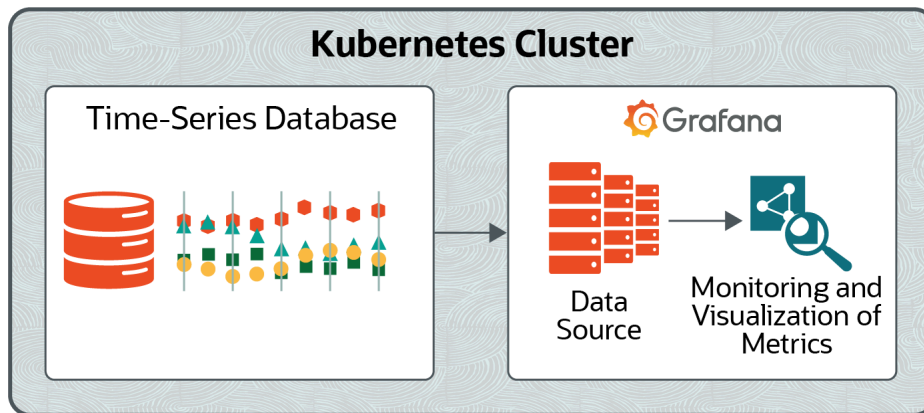 Kubernetes Cluster
Time-Series Database
Grafana
Data
Source
Monitoring and
Visualization of
Metrics